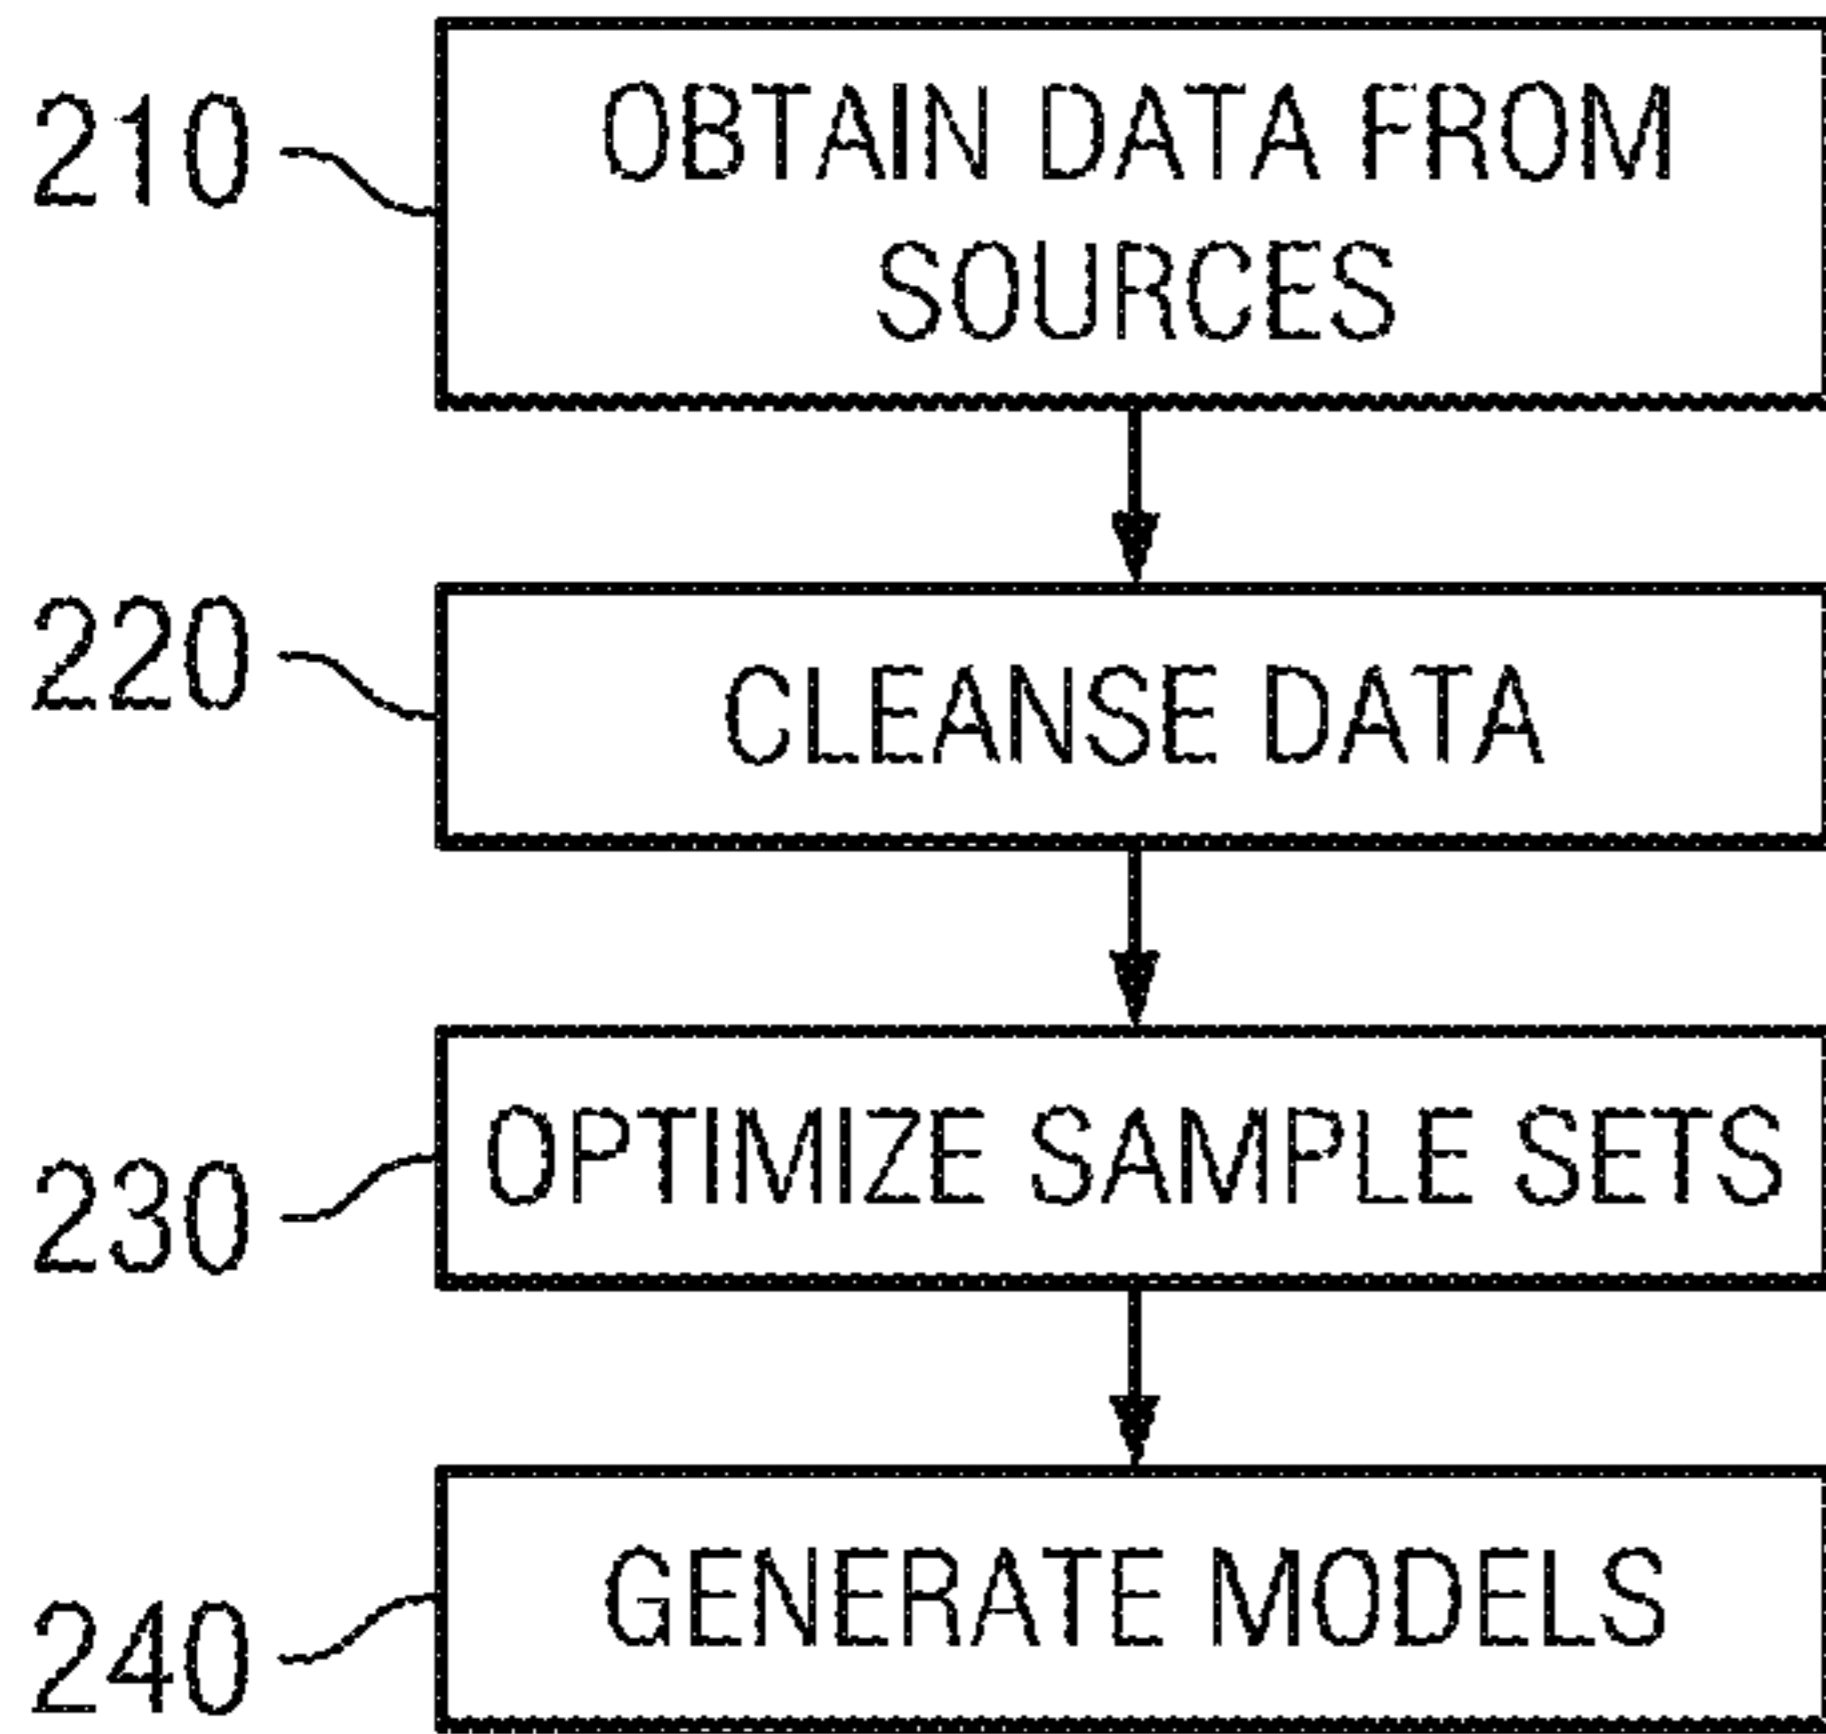 210
OBTAIN DATA FROM
SOURCES
220
CLEANSE DATA
230
OPTIMIZE SAMPLE SETS
240
GENERATE MODELS